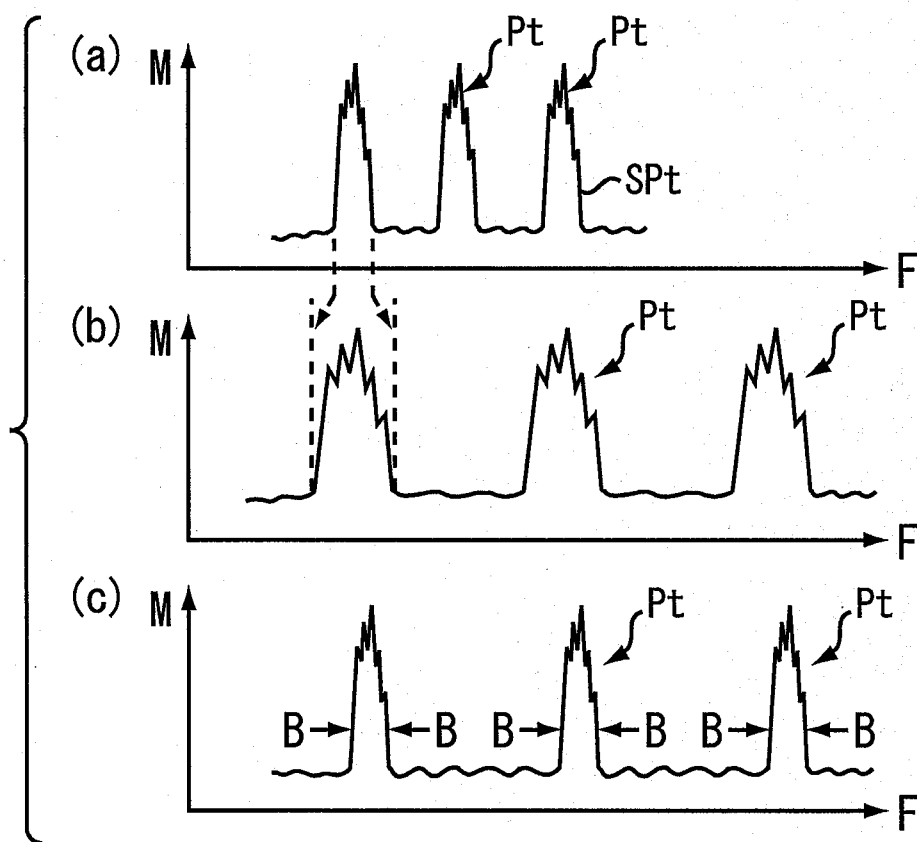 (a) M Pt Pt
SPt
F
(b) M Pt Pt
F
(c) M Pt Pt
B B B B B B
F